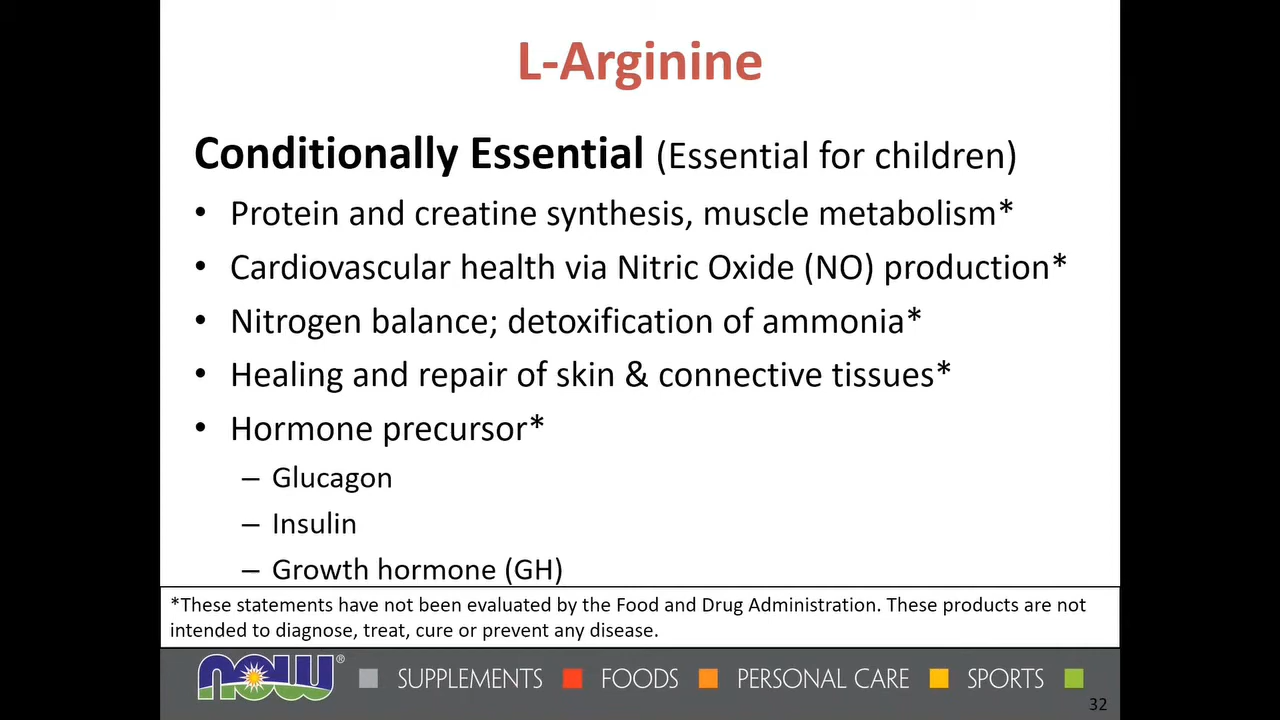 L-Arginine
Conditionally Essential (Essential for children)
• Protein and creatine synthesis, muscle metabolism*
• Cardiovascular health via Nitric Oxide (NO) production*
• Nitrogen balance; detoxification of ammonia*
• Healing and repair of skin & connective tissues*
• Hormone precursor*
– Glucagon
– Insulin
– Growth hormone (GH)
*These statements have not been evaluated by the Food and Drug Administration. These products are not
intended to diagnose, treat, cure or prevent any disease.
now® SUPPLEMENTS FOODS PERSONAL CARE SPORTS
32